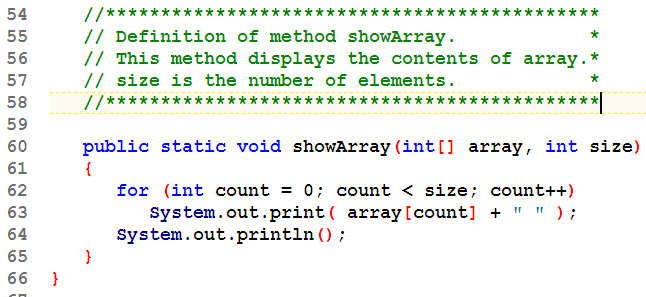 54 //*********************************************
55 // Definition of method showArray. *
56 // This method displays the contents of array.*
57 // size is the number of elements. *
58 //*********************************************
59
60 public static void showArray(int[] array, int size)
61 {
62 for (int count = 0; count < size; count++)
63 System.out.print( array[count] + " " );
64 System.out.println();
65 }
66 }